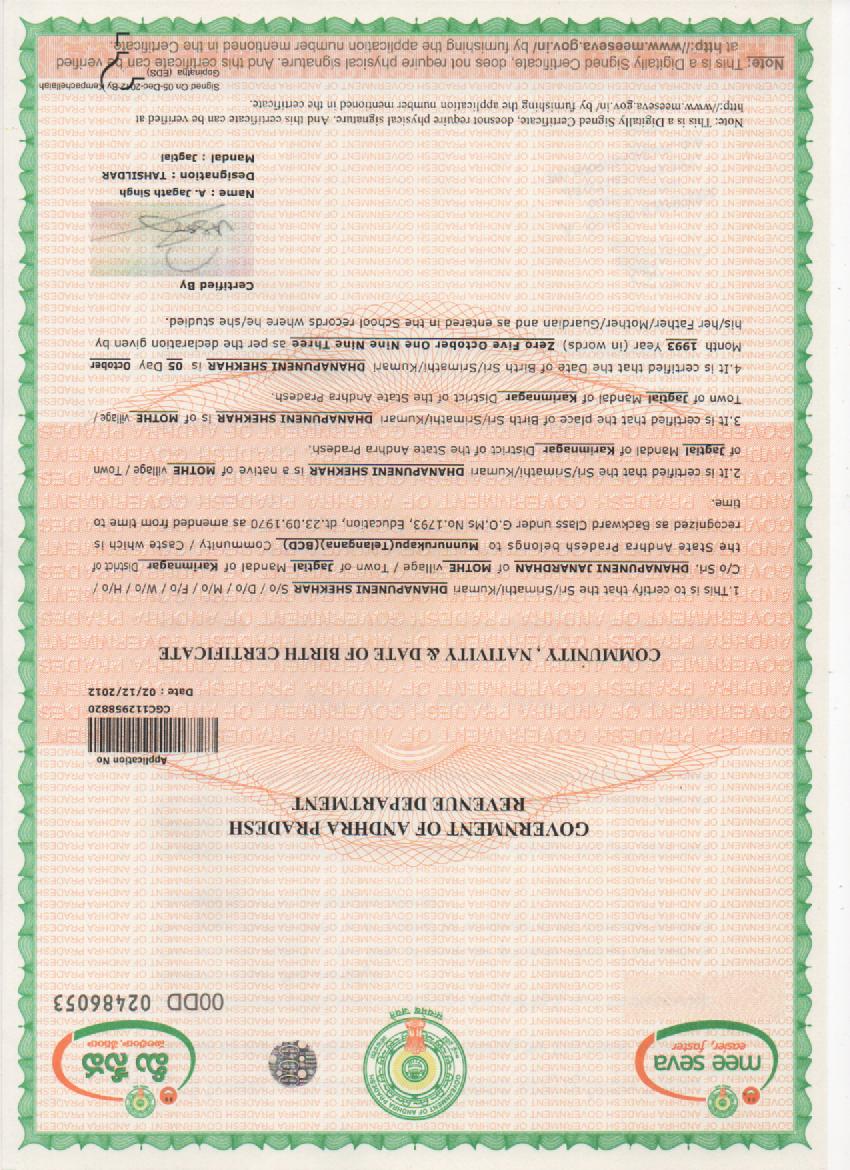 mee seva
easier, faster
మీ సేవ
GOVERNMENT OF ANDHRA PRADESH
सत्यमेव जयते
00DD 02486053
GOVERNMENT OF ANDHRA PRADESH
REVENUE DEPARTMENT
Application No
CGC112958820
Date : 02/12/2012
COMMUNITY , NATIVITY & DATE OF BIRTH CERTIFICATE
1.This is to certify that the Sri/Srimathi/Kumari DHANAPUNENI SHEKHAR S/o / D/o / M/o / F/o / W/o / H/o /
C/o Sri. DHANAPUNENI JANARDHAN of MOTHE village / Town of Jagtial Mandal of Karimnagar District of
the State Andhra Pradesh belongs to Munnurukapu(Telangana)(BCD) Community / Caste which is
recognized as Backward Class under G.O.Ms No.1793, Education, dt.23.09.1970 as amended from time to
time.
2.It is certified that the Sri/Srimathi/Kumari DHANAPUNENI SHEKHAR is a native of MOTHE village / Town
of Jagtial Mandal of Karimnagar District of the State Andhra Pradesh.
3.It is certified that the place of Birth Sri/Srimathi/Kumari DHANAPUNENI SHEKHAR is of MOTHE village /
Town of Jagtial Mandal of Karimnagar District of the State Andhra Pradesh.
4.It is certified that the Date of Birth Sri/Srimathi/Kumari DHANAPUNENI SHEKHAR is 05 Day October
Month 1993 Year (in words) Zero Five October One Nine Nine Three as per the declaration given by
his/her Father/Mother/Guardian and as entered in the School records where he/she studied.
Certified By
Name : A. Jagath Singh
Designation : TAHSILDAR
Mandal : Jagtial
Note: This is a Digitally Signed Certificate, doesnot require physical signature. And this certificate can be verified at
http://www.meeseva.gov.in/ by furnishing the application number mentioned in the certificate.
Signed On 05-Dec-2012 By Kempachellaiah
Gopinatha (EDS)
Note: This is a Digitally Signed Certificate, does not require physical signature. And this certificate can be verified
at http://www.meeseva.gov.in/ by furnishing the application number mentioned in the Certificate.